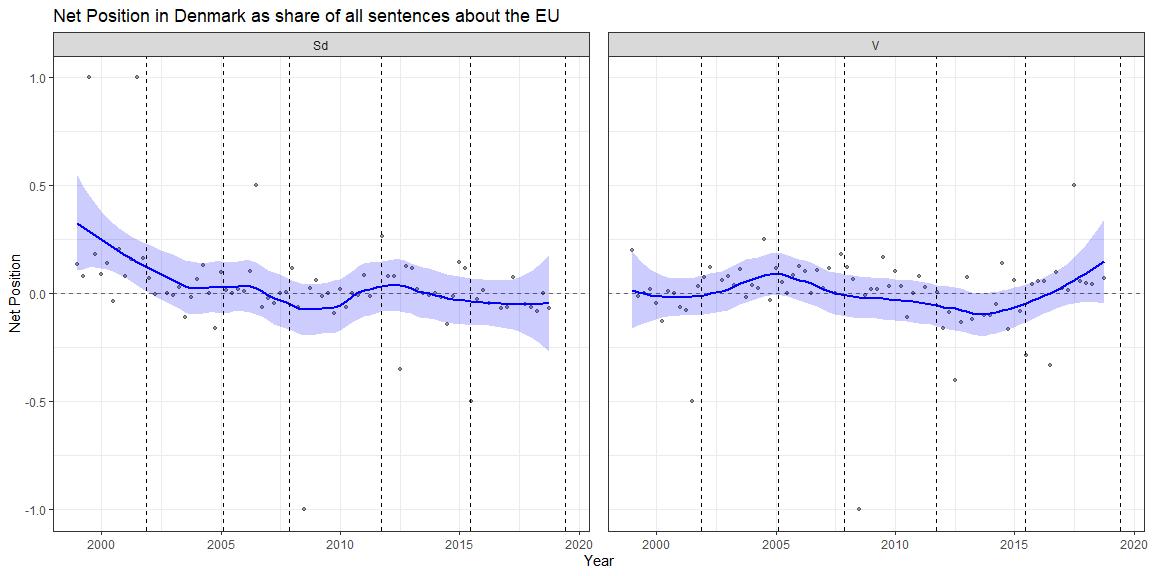 Net Position in Denmark as share of all sentences about the EU
Sd
V
Net Position
1.0
0.5
0.0
-0.5
-1.0
2000 2005 2010 2015 2020
2000 2005 2010 2015 2020
Year